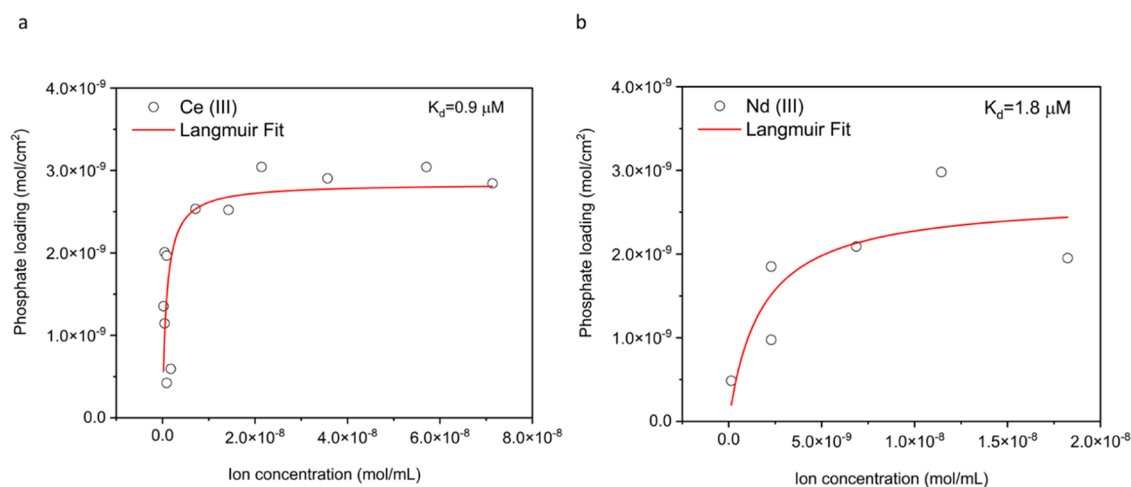 a
b
4.0×10⁻⁹
3.0×10⁻⁹
2.0×10⁻⁹
1.0×10⁻⁹
0.0
Phosphate loading (mol/cm²)
Ce (III)
Langmuir Fit
K_d=0.9 μM
0.0
2.0×10⁻⁸
4.0×10⁻⁸
6.0×10⁻⁸
8.0×10⁻⁸
Ion concentration (mol/mL)
4.0×10⁻⁹
3.0×10⁻⁹
2.0×10⁻⁹
1.0×10⁻⁹
0.0
Phosphate loading (mol/cm²)
Nd (III)
Langmuir Fit
K_d=1.8 μM
0.0
5.0×10⁻⁹
1.0×10⁻⁸
1.5×10⁻⁸
2.0×10⁻⁸
Ion concentration (mol/mL)